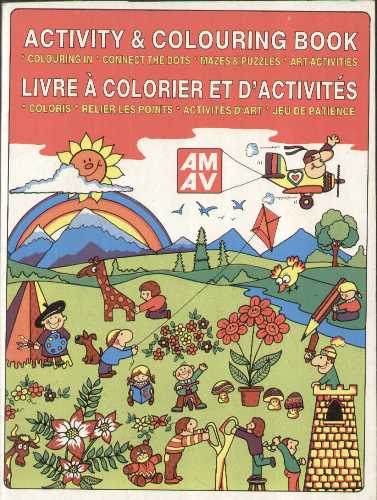 ACTIVITY & COLOURING BOOK
* COLOURING IN * CONNECT THE DOTS * MAZES & PUZZLES * ART ACTIVITIES
LIVRE À COLORIER ET D'ACTIVITÉS
* COLORIS * RELIER LES POINTS * ACTIVITÉS D'ART * JEU DE PATIENCE
AM
AV